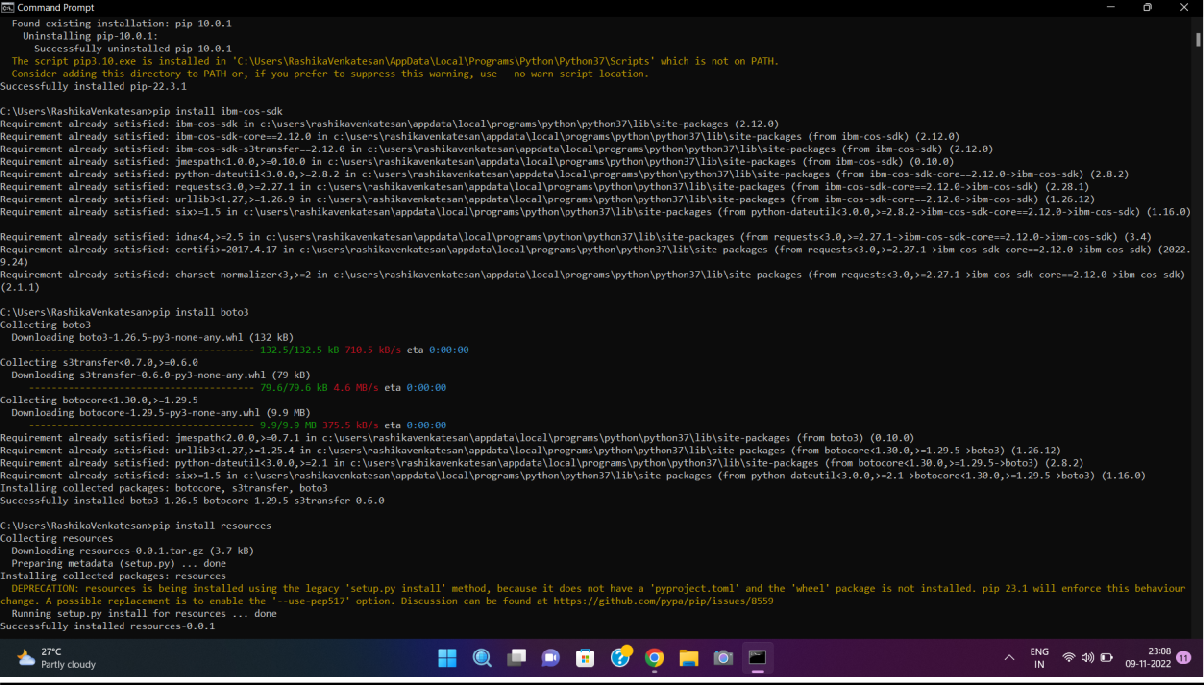 Command Prompt
Found existing installation: pip 10.0.1
Uninstalling pip-10.0.1:
Successfully uninstalled pip 10.0.1
The script pip3.10.exe is installed in 'C:\Users\RashikaVenkatesan\AppData\Local\Programs\Python\Python37\Scripts' which is not on PATH.
Consider adding this directory to PATH or, if you prefer to suppress this warning, use --no-warn-script-location.
Successfully installed pip-22.3.1
C:\Users\RashikaVenkatesan>pip install ibm-cos-sdk
Requirement already satisfied: ibm-cos-sdk in c:\users\rashikavenkatesan\appdata\local\programs\python\python37\lib\site-packages (2.12.0)
Requirement already satisfied: ibm-cos-sdk-core==2.12.0 in c:\users\rashikavenkatesan\appdata\local\programs\python\python37\lib\site-packages (from ibm-cos-sdk) (2.12.0)
Requirement already satisfied: ibm-cos-sdk-s3transfer==2.12.0 in c:\users\rashikavenkatesan\appdata\local\programs\python\python37\lib\site-packages (from ibm-cos-sdk) (2.12.0)
Requirement already satisfied: jmespath<1.0.0,>=0.10.0 in c:\users\rashikavenkatesan\appdata\local\programs\python\python37\lib\site-packages (from ibm-cos-sdk) (0.10.0)
Requirement already satisfied: python-dateutil<3.0.0,>=2.8.2 in c:\users\rashikavenkatesan\appdata\local\programs\python\python37\lib\site-packages (from ibm-cos-sdk-core==2.12.0->ibm-cos-sdk) (2.8.2)
Requirement already satisfied: requests<3.0,>=2.27.1 in c:\users\rashikavenkatesan\appdata\local\programs\python\python37\lib\site-packages (from ibm-cos-sdk-core==2.12.0->ibm-cos-sdk) (2.28.1)
Requirement already satisfied: urllib3<1.27,>=1.26.9 in c:\users\rashikavenkatesan\appdata\local\programs\python\python37\lib\site-packages (from ibm-cos-sdk-core==2.12.0->ibm-cos-sdk) (1.26.12)
Requirement already satisfied: six>=1.5 in c:\users\rashikavenkatesan\appdata\local\programs\python\python37\lib\site-packages (from python-dateutil<3.0.0,>=2.8.2->ibm-cos-sdk-core==2.12.0->ibm-cos-sdk) (1.16.0)
Requirement already satisfied: idna<4,>=2.5 in c:\users\rashikavenkatesan\appdata\local\programs\python\python37\lib\site-packages (from requests<3.0,>=2.27.1->ibm-cos-sdk-core==2.12.0->ibm-cos-sdk) (3.4)
Requirement already satisfied: certifi>=2017.4.17 in c:\users\rashikavenkatesan\appdata\local\programs\python\python37\lib\site-packages (from requests<3.0,>=2.27.1->ibm-cos-sdk-core==2.12.0->ibm-cos-sdk) (2022.
9.24)
Requirement already satisfied: charset-normalizer<3,>=2 in c:\users\rashikavenkatesan\appdata\local\programs\python\python37\lib\site-packages (from requests<3.0,>=2.27.1->ibm-cos-sdk-core==2.12.0->ibm-cos-sdk)
(2.1.1)
C:\Users\RashikaVenkatesan>pip install boto3
Collecting boto3
Downloading boto3-1.26.5-py3-none-any.whl (132 kB)
---------------------------------------- 132.5/132.5 kB 710.5 kB/s eta 0:00:00
Collecting s3transfer<0.7.0,>=0.6.0
Downloading s3transfer-0.6.0-py3-none-any.whl (79 kB)
---------------------------------------- 79.6/79.6 kB 4.6 MB/s eta 0:00:00
Collecting botocore<1.30.0,>=1.29.5
Downloading botocore-1.29.5-py3-none-any.whl (9.9 MB)
---------------------------------------- 9.9/9.9 MB 375.5 kB/s eta 0:00:00
Requirement already satisfied: jmespath<2.0.0,>=0.7.1 in c:\users\rashikavenkatesan\appdata\local\programs\python\python37\lib\site-packages (from boto3) (0.10.0)
Requirement already satisfied: urllib3<1.27,>=1.25.4 in c:\users\rashikavenkatesan\appdata\local\programs\python\python37\lib\site-packages (from botocore<1.30.0,>=1.29.5->boto3) (1.26.12)
Requirement already satisfied: python-dateutil<3.0.0,>=2.1 in c:\users\rashikavenkatesan\appdata\local\programs\python\python37\lib\site-packages (from botocore<1.30.0,>=1.29.5->boto3) (2.8.2)
Requirement already satisfied: six>=1.5 in c:\users\rashikavenkatesan\appdata\local\programs\python\python37\lib\site-packages (from python-dateutil<3.0.0,>=2.1->botocore<1.30.0,>=1.29.5->boto3) (1.16.0)
Installing collected packages: botocore, s3transfer, boto3
Successfully installed boto3-1.26.5 botocore-1.29.5 s3transfer-0.6.0
C:\Users\RashikaVenkatesan>pip install resources
Collecting resources
Downloading resources-0.0.1.tar.gz (3.7 kB)
Preparing metadata (setup.py) ... done
Installing collected packages: resources
DEPRECATION: resources is being installed using the legacy 'setup.py install' method, because it does not have a 'pyproject.toml' and the 'wheel' package is not installed. pip 23.1 will enforce this behaviour
change. A possible replacement is to enable the '--use-pep517' option. Discussion can be found at https://github.com/pypa/pip/issues/8559
Running setup.py install for resources ... done
Successfully installed resources-0.0.1
27°C
Partly cloudy
ENG
IN
23:08
09-11-2022
11